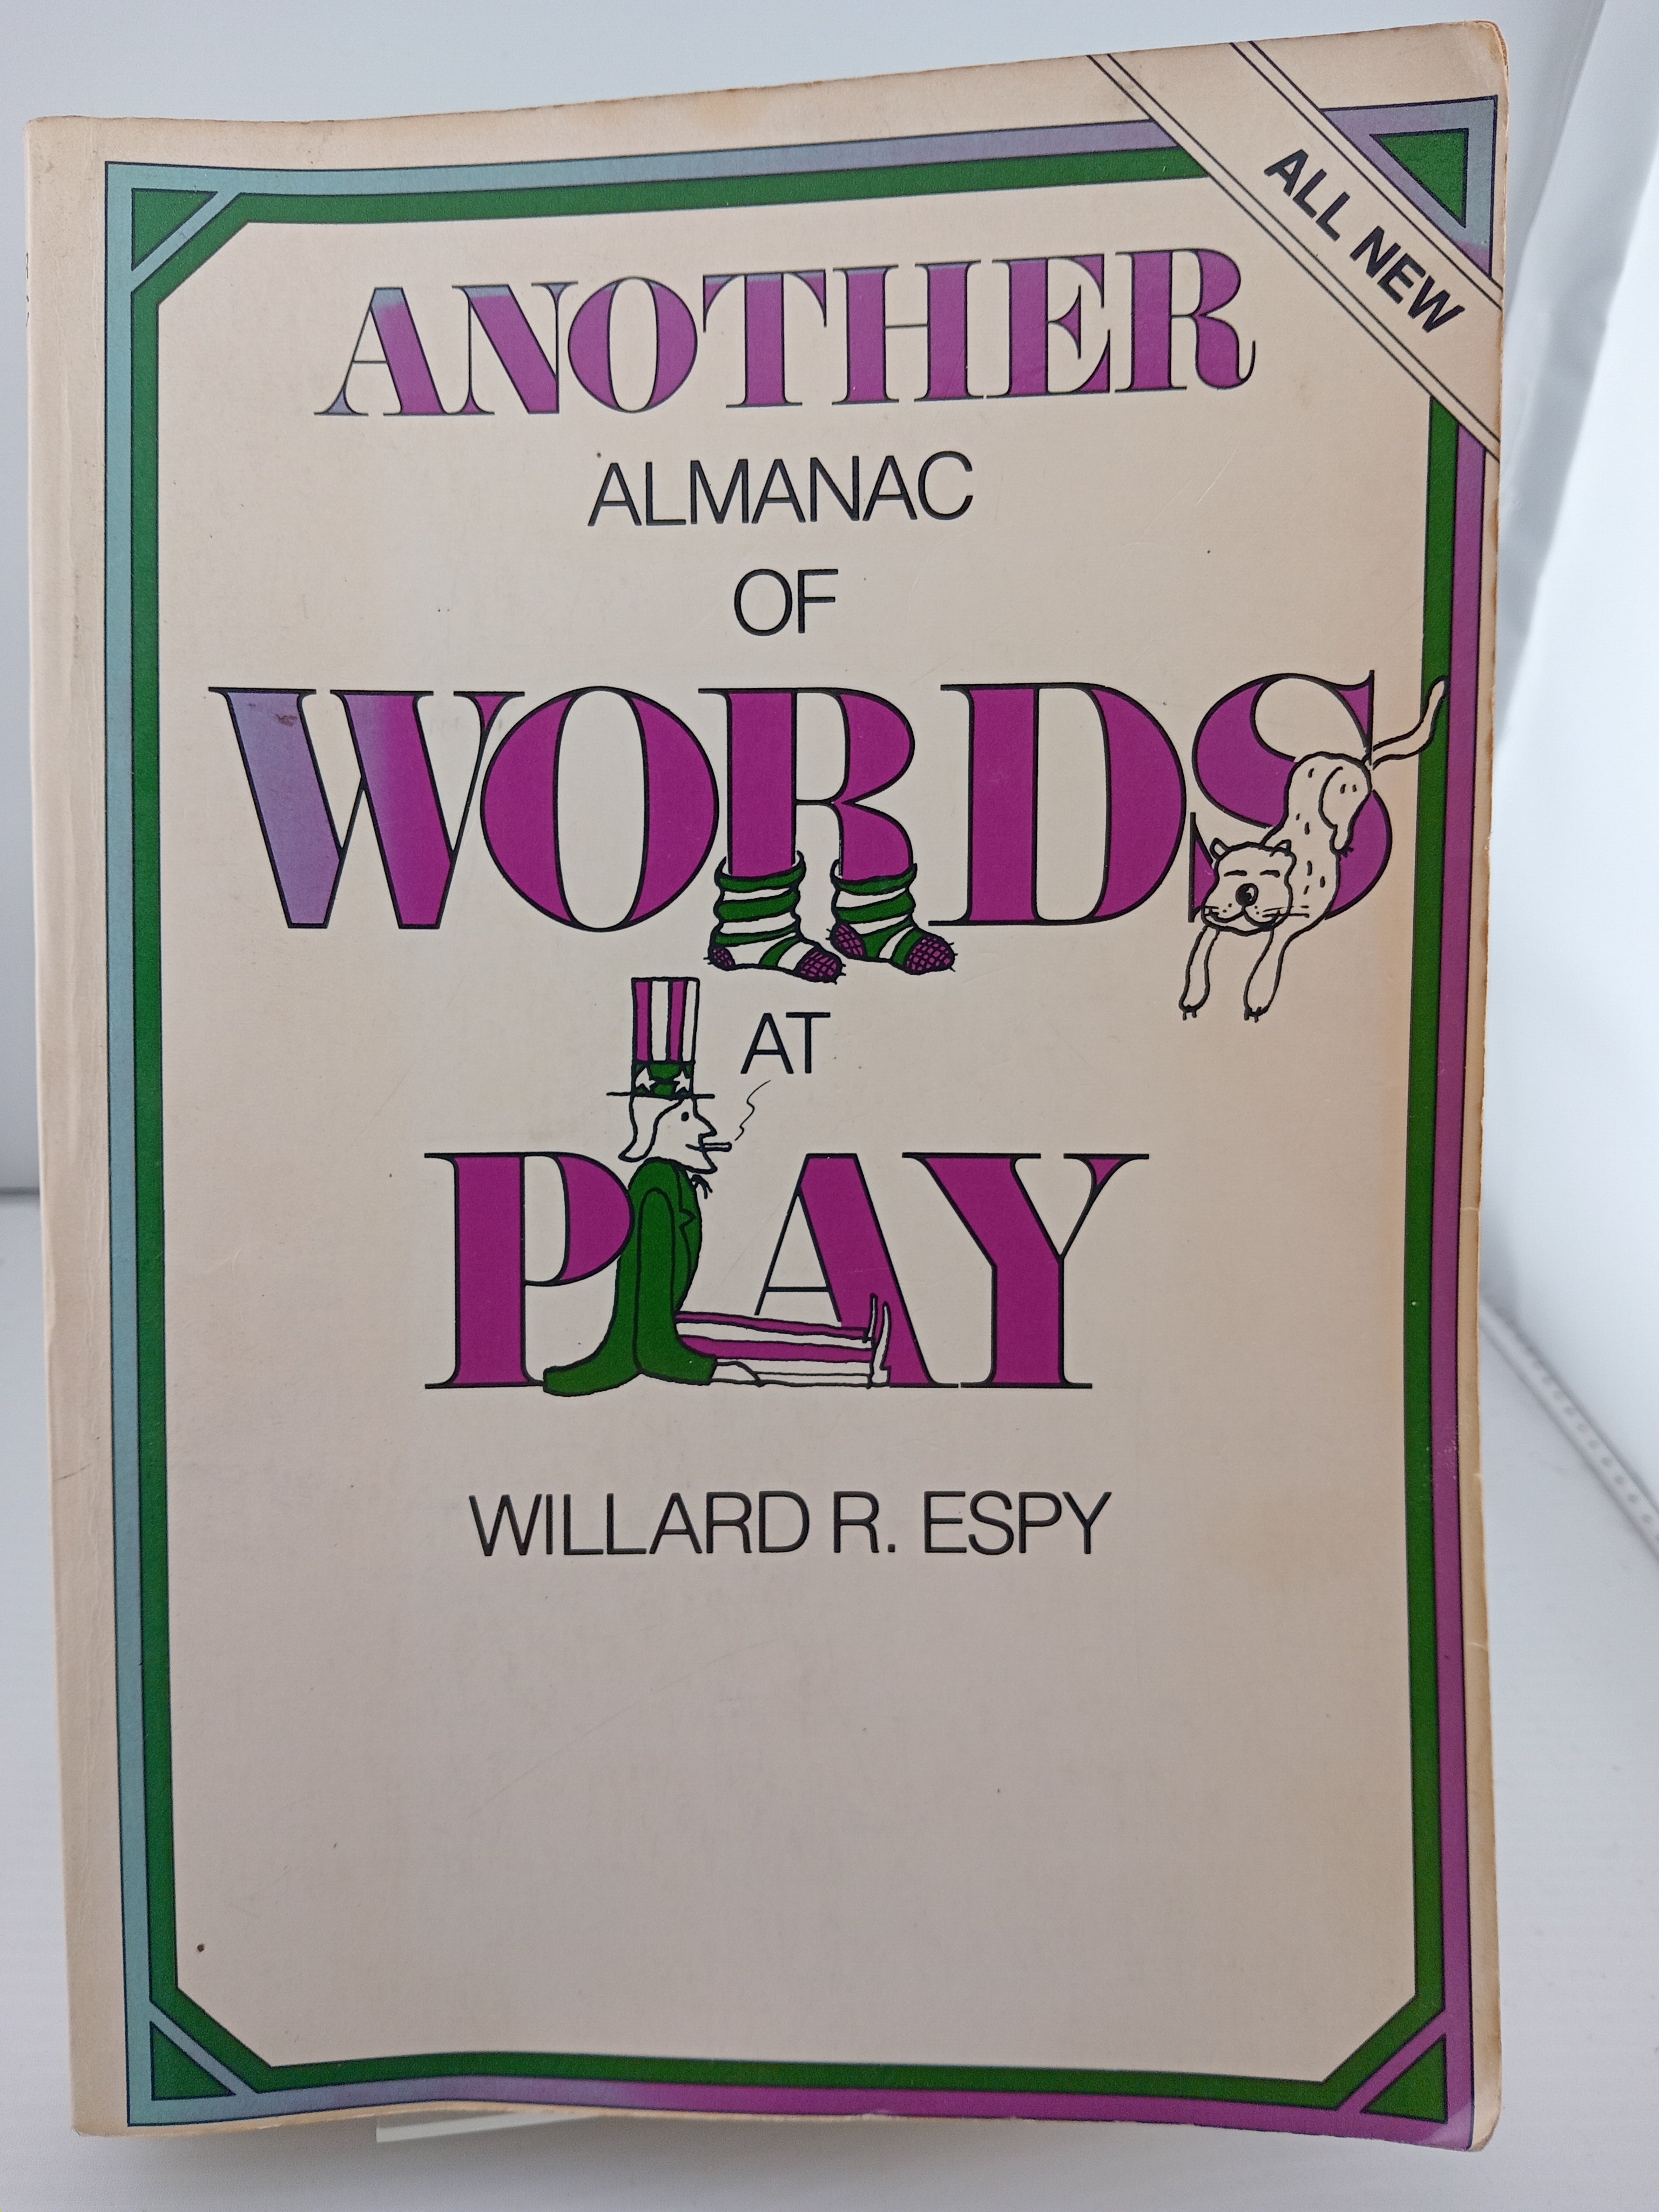 ALL NEW
ANOTHER
ALMANAC
OF
WORDS
AT
PLAY
WILLARD R. ESPY